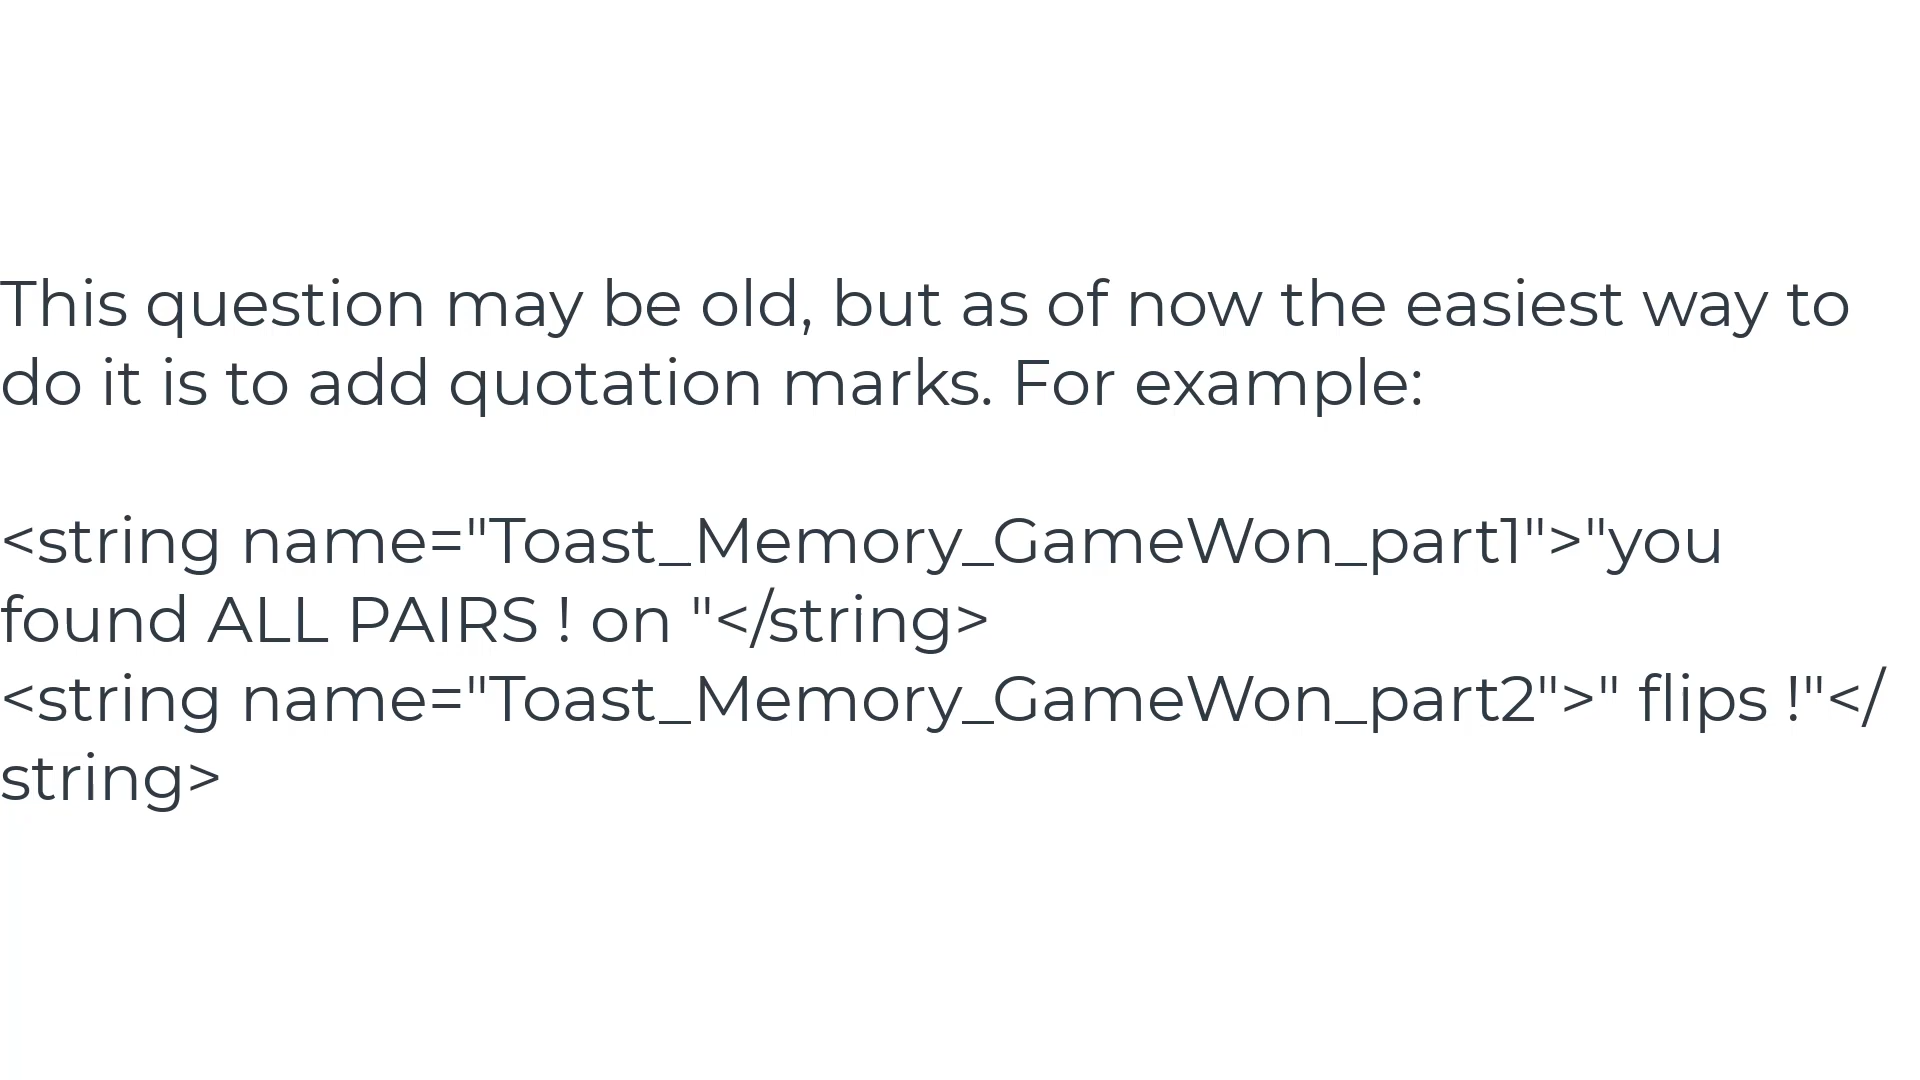 This question may be old, but as of now the easiest way to
do it is to add quotation marks. For example:
<string name="Toast_Memory_GameWon_part1">"you
found ALL PAIRS ! on "</string>
<string name="Toast_Memory_GameWon_part2">" flips !"</
string>